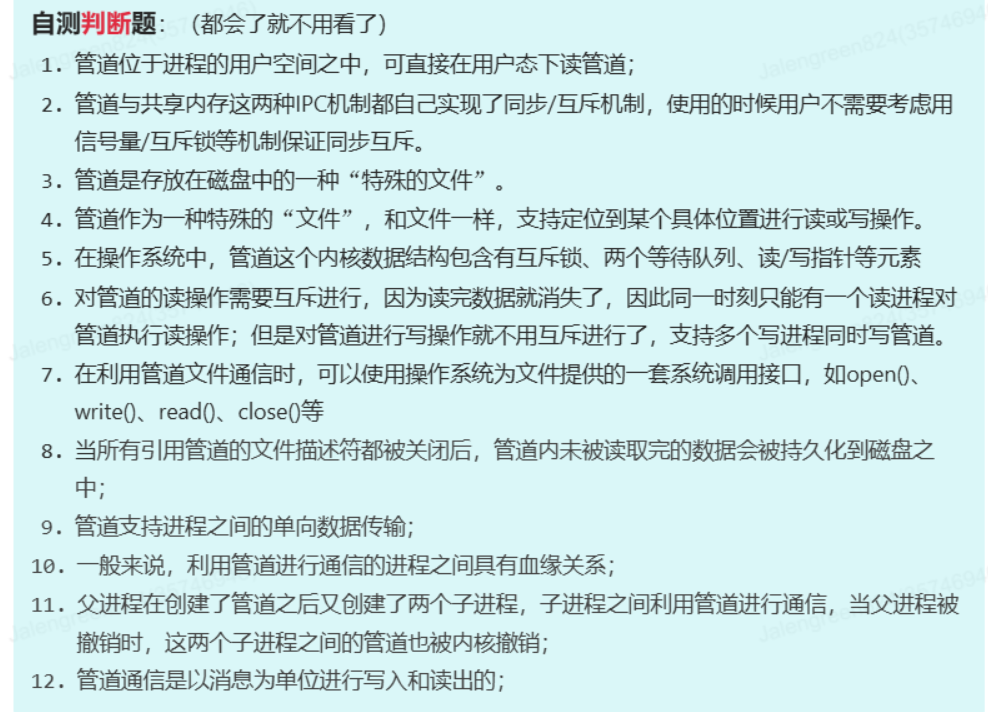 自测判断题：（都会了就不用看了）
1. 管道位于进程的用户空间之中，可直接在用户态下读管道；
2. 管道与共享内存这两种IPC机制都自己实现了同步/互斥机制，使用的时候用户不需要考虑用
信号量/互斥锁等机制保证同步互斥。
3. 管道是存放在磁盘中的一种“特殊的文件”。
4. 管道作为一种特殊的“文件”，和文件一样，支持定位到某个具体位置进行读或写操作。
5. 在操作系统中，管道这个内核数据结构包含有互斥锁、两个等待队列、读/写指针等元素
6. 对管道的读操作需要互斥进行，因为读完数据就消失了，因此同一时刻只能有一个读进程对
管道执行读操作；但是对管道进行写操作就不用互斥进行了，支持多个写进程同时写管道。
7. 在利用管道文件通信时，可以使用操作系统为文件提供的一套系统调用接口，如open()、
write()、read()、close()等
8. 当所有引用管道的文件描述符都被关闭后，管道内未被读取完的数据会被持久化到磁盘之
中；
9. 管道支持进程之间的单向数据传输；
10. 一般来说，利用管道进行通信的进程之间具有血缘关系；
11. 父进程在创建了管道之后又创建了两个子进程，子进程之间利用管道进行通信，当父进程被
撤销时，这两个子进程之间的管道也被内核撤销；
12. 管道通信是以消息为单位进行写入和读出的；